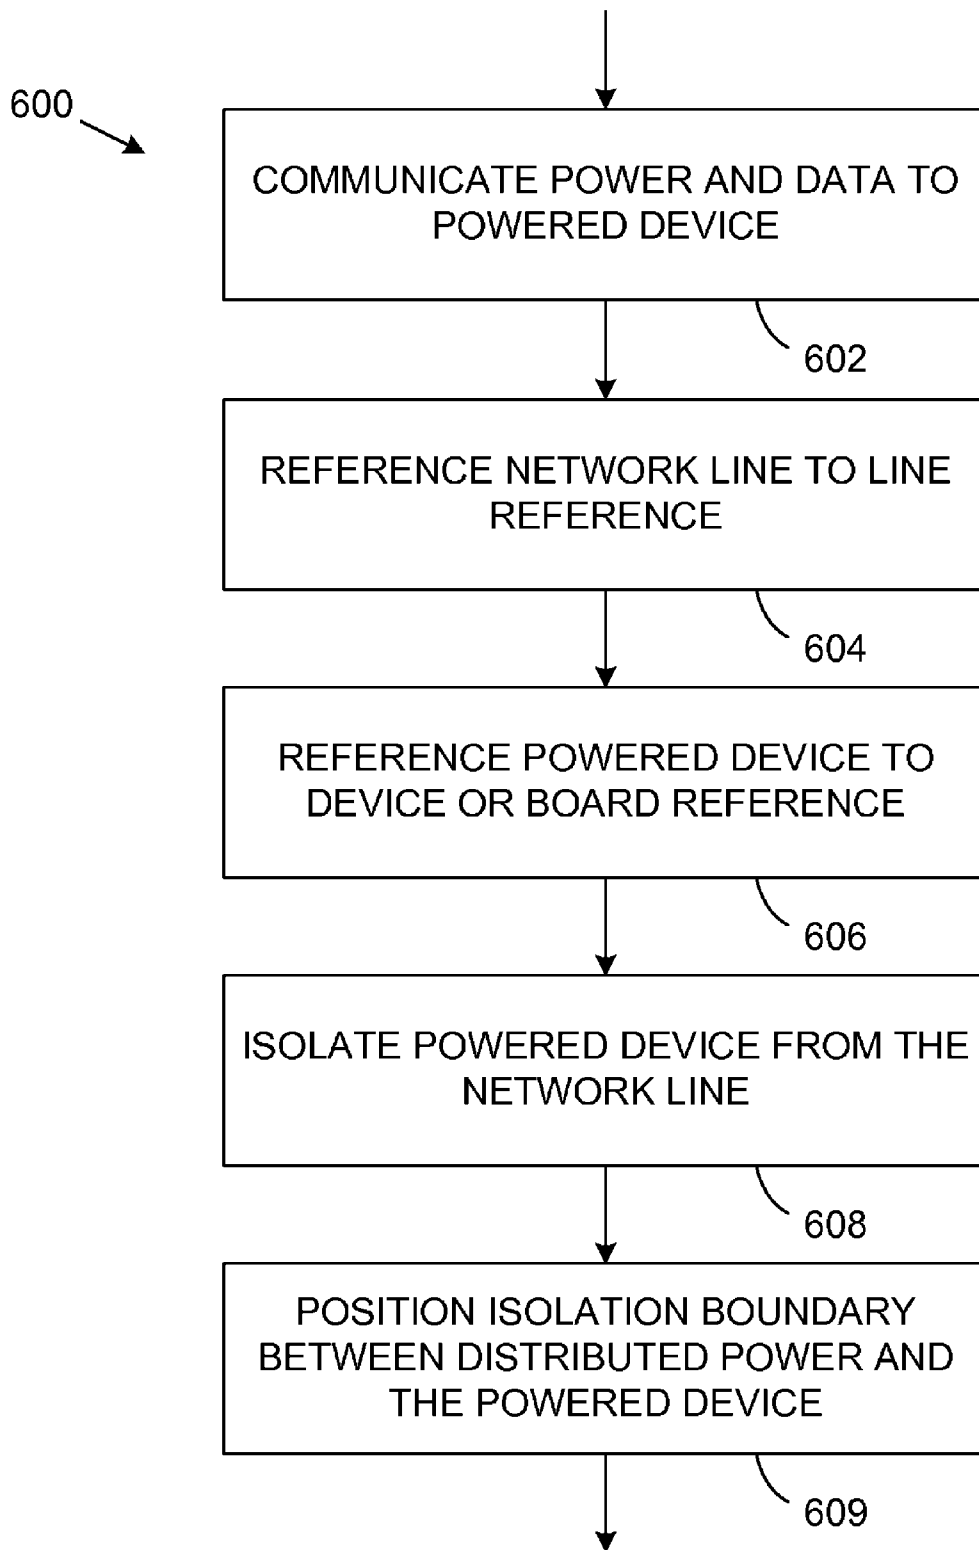 600
COMMUNICATE POWER AND DATA TO
POWERED DEVICE
602
REFERENCE NETWORK LINE TO LINE
REFERENCE
604
REFERENCE POWERED DEVICE TO
DEVICE OR BOARD REFERENCE
606
ISOLATE POWERED DEVICE FROM THE
NETWORK LINE
608
POSITION ISOLATION BOUNDARY
BETWEEN DISTRIBUTED POWER AND
THE POWERED DEVICE
609